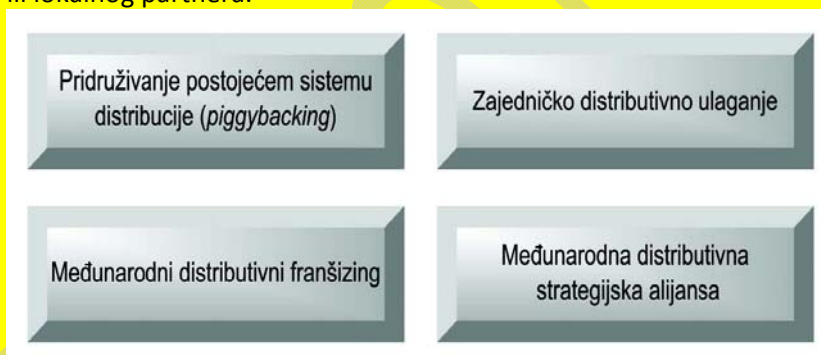 ili lokalnog partnera.
Pridruživanje postojećem sistemu
distribucije (piggybacking)
Zajedničko distributivno ulaganje
Međunarodni distributivni franšizing
Međunarodna distributivna
strategijska alijansa